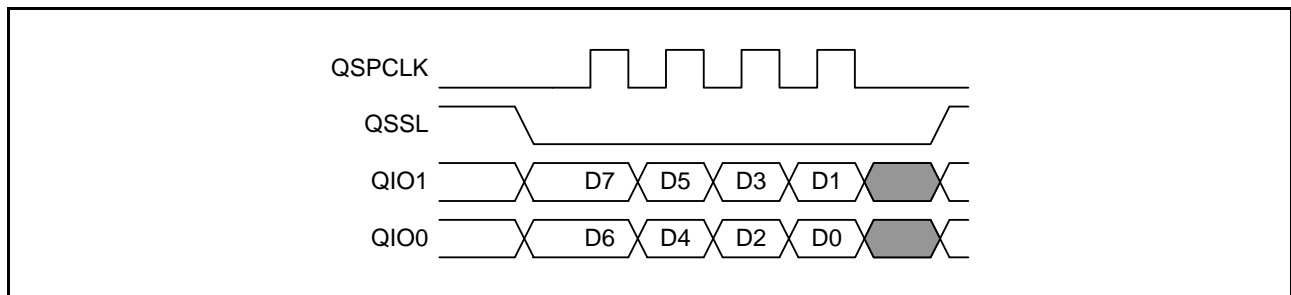 QSPCLK
QSSL
QIO1 D7 D5 D3 D1
QIO0 D6 D4 D2 D0